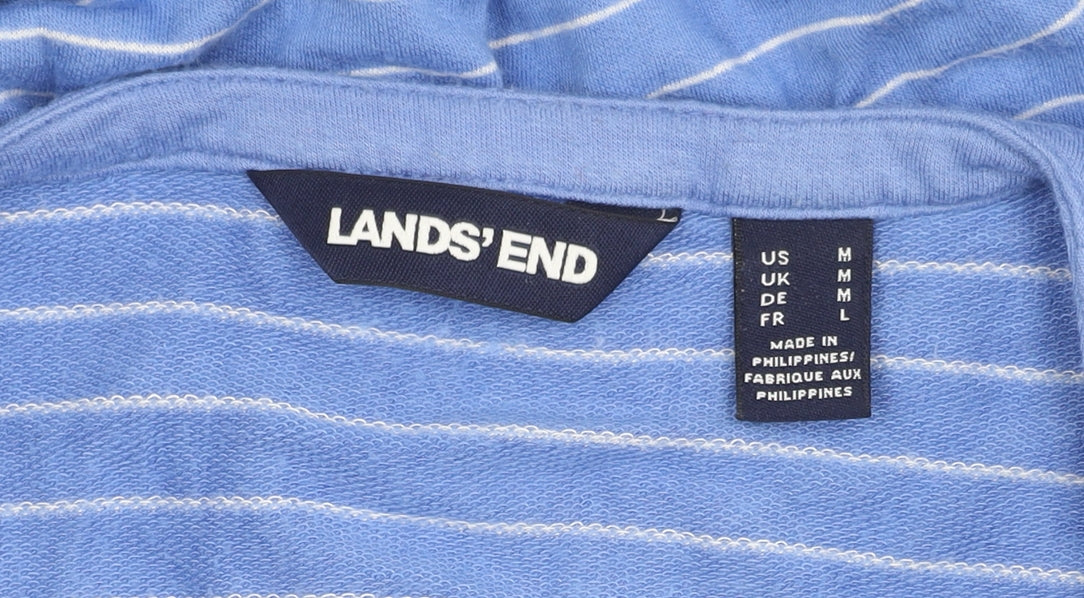 LANDS' END
US M
UK M
DE M
FR L
MADE IN
PHILIPPINES/
FABRIQUE AUX
PHILIPPINES